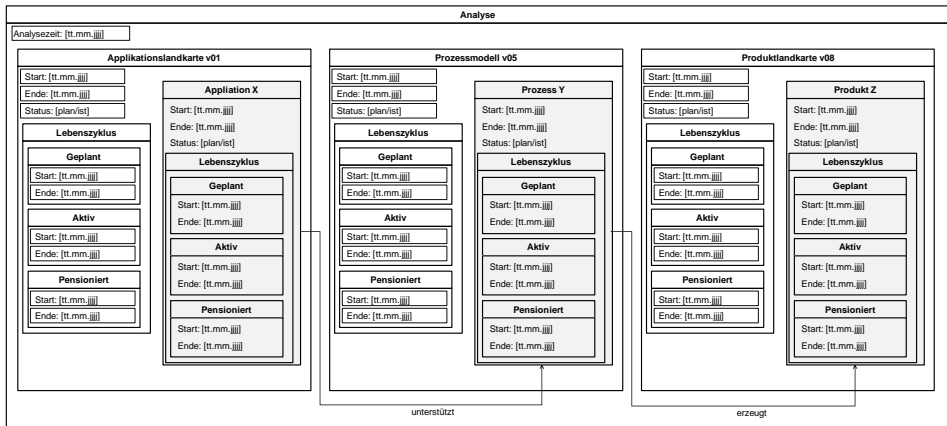 Analyse
Analysezeit: [tt.mm.jjjj]
Applikationslandkarte v01
Start: [tt.mm.jjjj]
Ende: [tt.mm.jjjj]
Status: [plan/ist]
Lebenszyklus
Geplant
Start: [tt.mm.jjjj]
Ende: [tt.mm.jjjj]
Aktiv
Start: [tt.mm.jjjj]
Ende: [tt.mm.jjjj]
Pensioniert
Start: [tt.mm.jjjj]
Ende: [tt.mm.jjjj]
Appliation X
Start: [tt.mm.jjjj]
Ende: [tt.mm.jjjj]
Status: [plan/ist]
Lebenszyklus
Geplant
Start: [tt.mm.jjjj]
Ende: [tt.mm.jjjj]
Aktiv
Start: [tt.mm.jjjj]
Ende: [tt.mm.jjjj]
Pensioniert
Start: [tt.mm.jjjj]
Ende: [tt.mm.jjjj]
unterstützt
Prozessmodell v05
Start: [tt.mm.jjjj]
Ende: [tt.mm.jjjj]
Status: [plan/ist]
Lebenszyklus
Geplant
Start: [tt.mm.jjjj]
Ende: [tt.mm.jjjj]
Aktiv
Start: [tt.mm.jjjj]
Ende: [tt.mm.jjjj]
Pensioniert
Start: [tt.mm.jjjj]
Ende: [tt.mm.jjjj]
Prozess Y
Start: [tt.mm.jjjj]
Ende: [tt.mm.jjjj]
Status: [plan/ist]
Lebenszyklus
Geplant
Start: [tt.mm.jjjj]
Ende: [tt.mm.jjjj]
Aktiv
Start: [tt.mm.jjjj]
Ende: [tt.mm.jjjj]
Pensioniert
Start: [tt.mm.jjjj]
Ende: [tt.mm.jjjj]
erzeugt
Produktlandkarte v08
Start: [tt.mm.jjjj]
Ende: [tt.mm.jjjj]
Status: [plan/ist]
Lebenszyklus
Geplant
Start: [tt.mm.jjjj]
Ende: [tt.mm.jjjj]
Aktiv
Start: [tt.mm.jjjj]
Ende: [tt.mm.jjjj]
Pensioniert
Start: [tt.mm.jjjj]
Ende: [tt.mm.jjjj]
Produkt Z
Start: [tt.mm.jjjj]
Ende: [tt.mm.jjjj]
Status: [plan/ist]
Lebenszyklus
Geplant
Start: [tt.mm.jjjj]
Ende: [tt.mm.jjjj]
Aktiv
Start: [tt.mm.jjjj]
Ende: [tt.mm.jjjj]
Pensioniert
Start: [tt.mm.jjjj]
Ende: [tt.mm.jjjj]